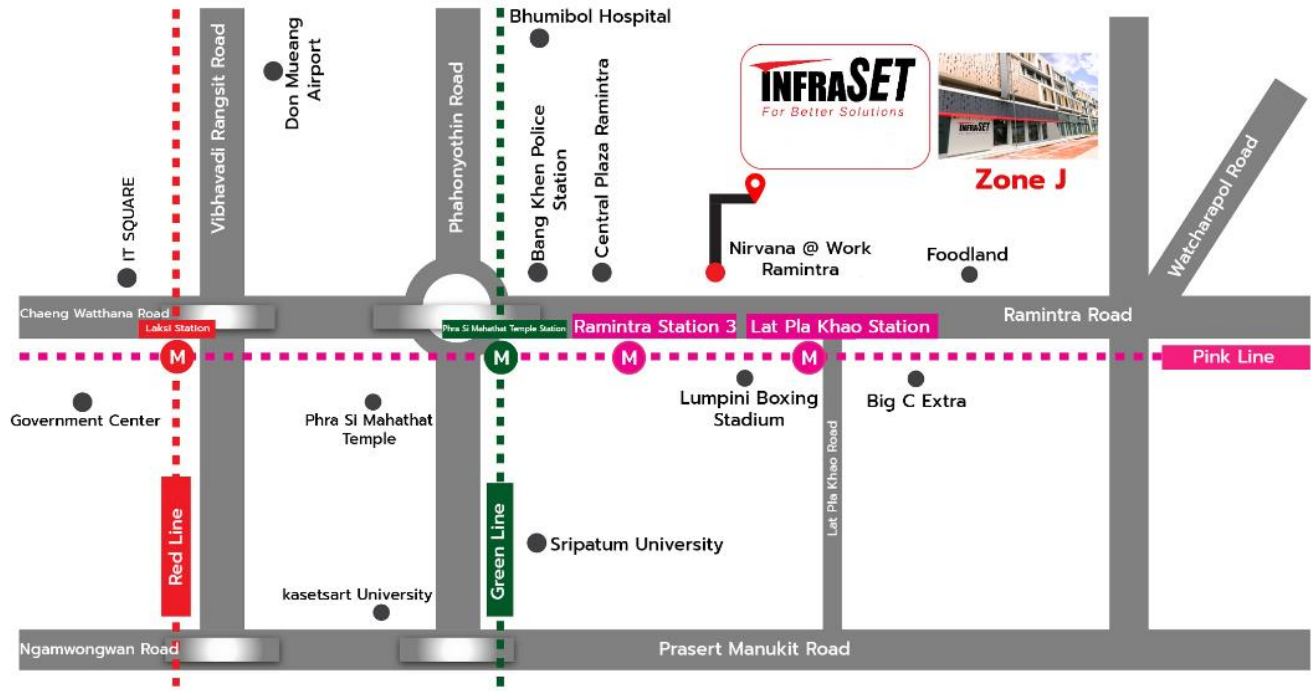 Bhumibol Hospital
Vibhavadi Rangsit Road
Don Mueang
Airport
Phahonyothin Road
INFRASET
For Better Solutions
INFRASET
Zone J
IT SQUARE
Bang Khen Police
Station
Central Plaza Ramintra
Nirvana @ Work
Ramintra
Foodland
Watcharapol Road
Chaeng Watthana Road
Ramintra Road
Laksi Station
Phra Si Mahathat Temple Station
Ramintra Station 3
Lat Pla Khao Station
M
M
M
M
Pink Line
Government Center
Phra Si Mahathat
Temple
Lumpini Boxing
Stadium
Big C Extra
Lat Pla Khao Road
Red Line
Green Line
Sripatum University
kasetsart University
Ngamwongwan Road
Prasert Manukit Road